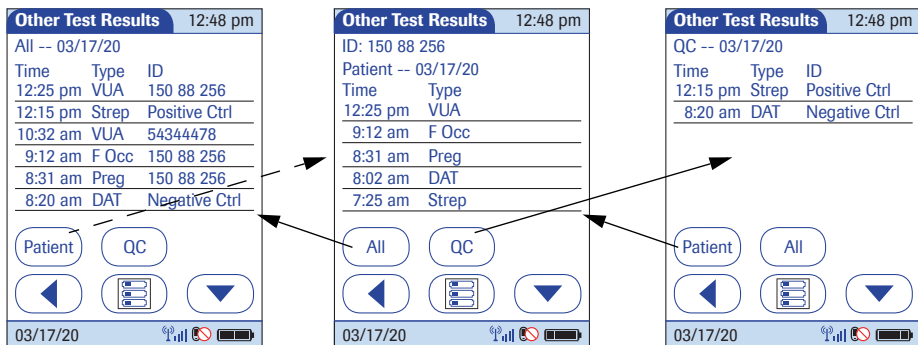 Other Test Results 12:48 pm
All -- 03/17/20
Time Type ID
12:25 pm VUA 150 88 256
12:15 pm Strep Positive Ctrl
10:32 am VUA 54344478
9:12 am F Occ 150 88 256
8:31 am Preg 150 88 256
8:20 am DAT Negative Ctrl
Patient QC
03/17/20
Other Test Results 12:48 pm
ID: 150 88 256
Patient -- 03/17/20
Time Type
12:25 pm VUA
9:12 am F Occ
8:31 am Preg
8:02 am DAT
7:25 am Strep
All QC
03/17/20
Other Test Results 12:48 pm
QC -- 03/17/20
Time Type ID
12:15 pm Strep Positive Ctrl
8:20 am DAT Negative Ctrl
Patient All
03/17/20